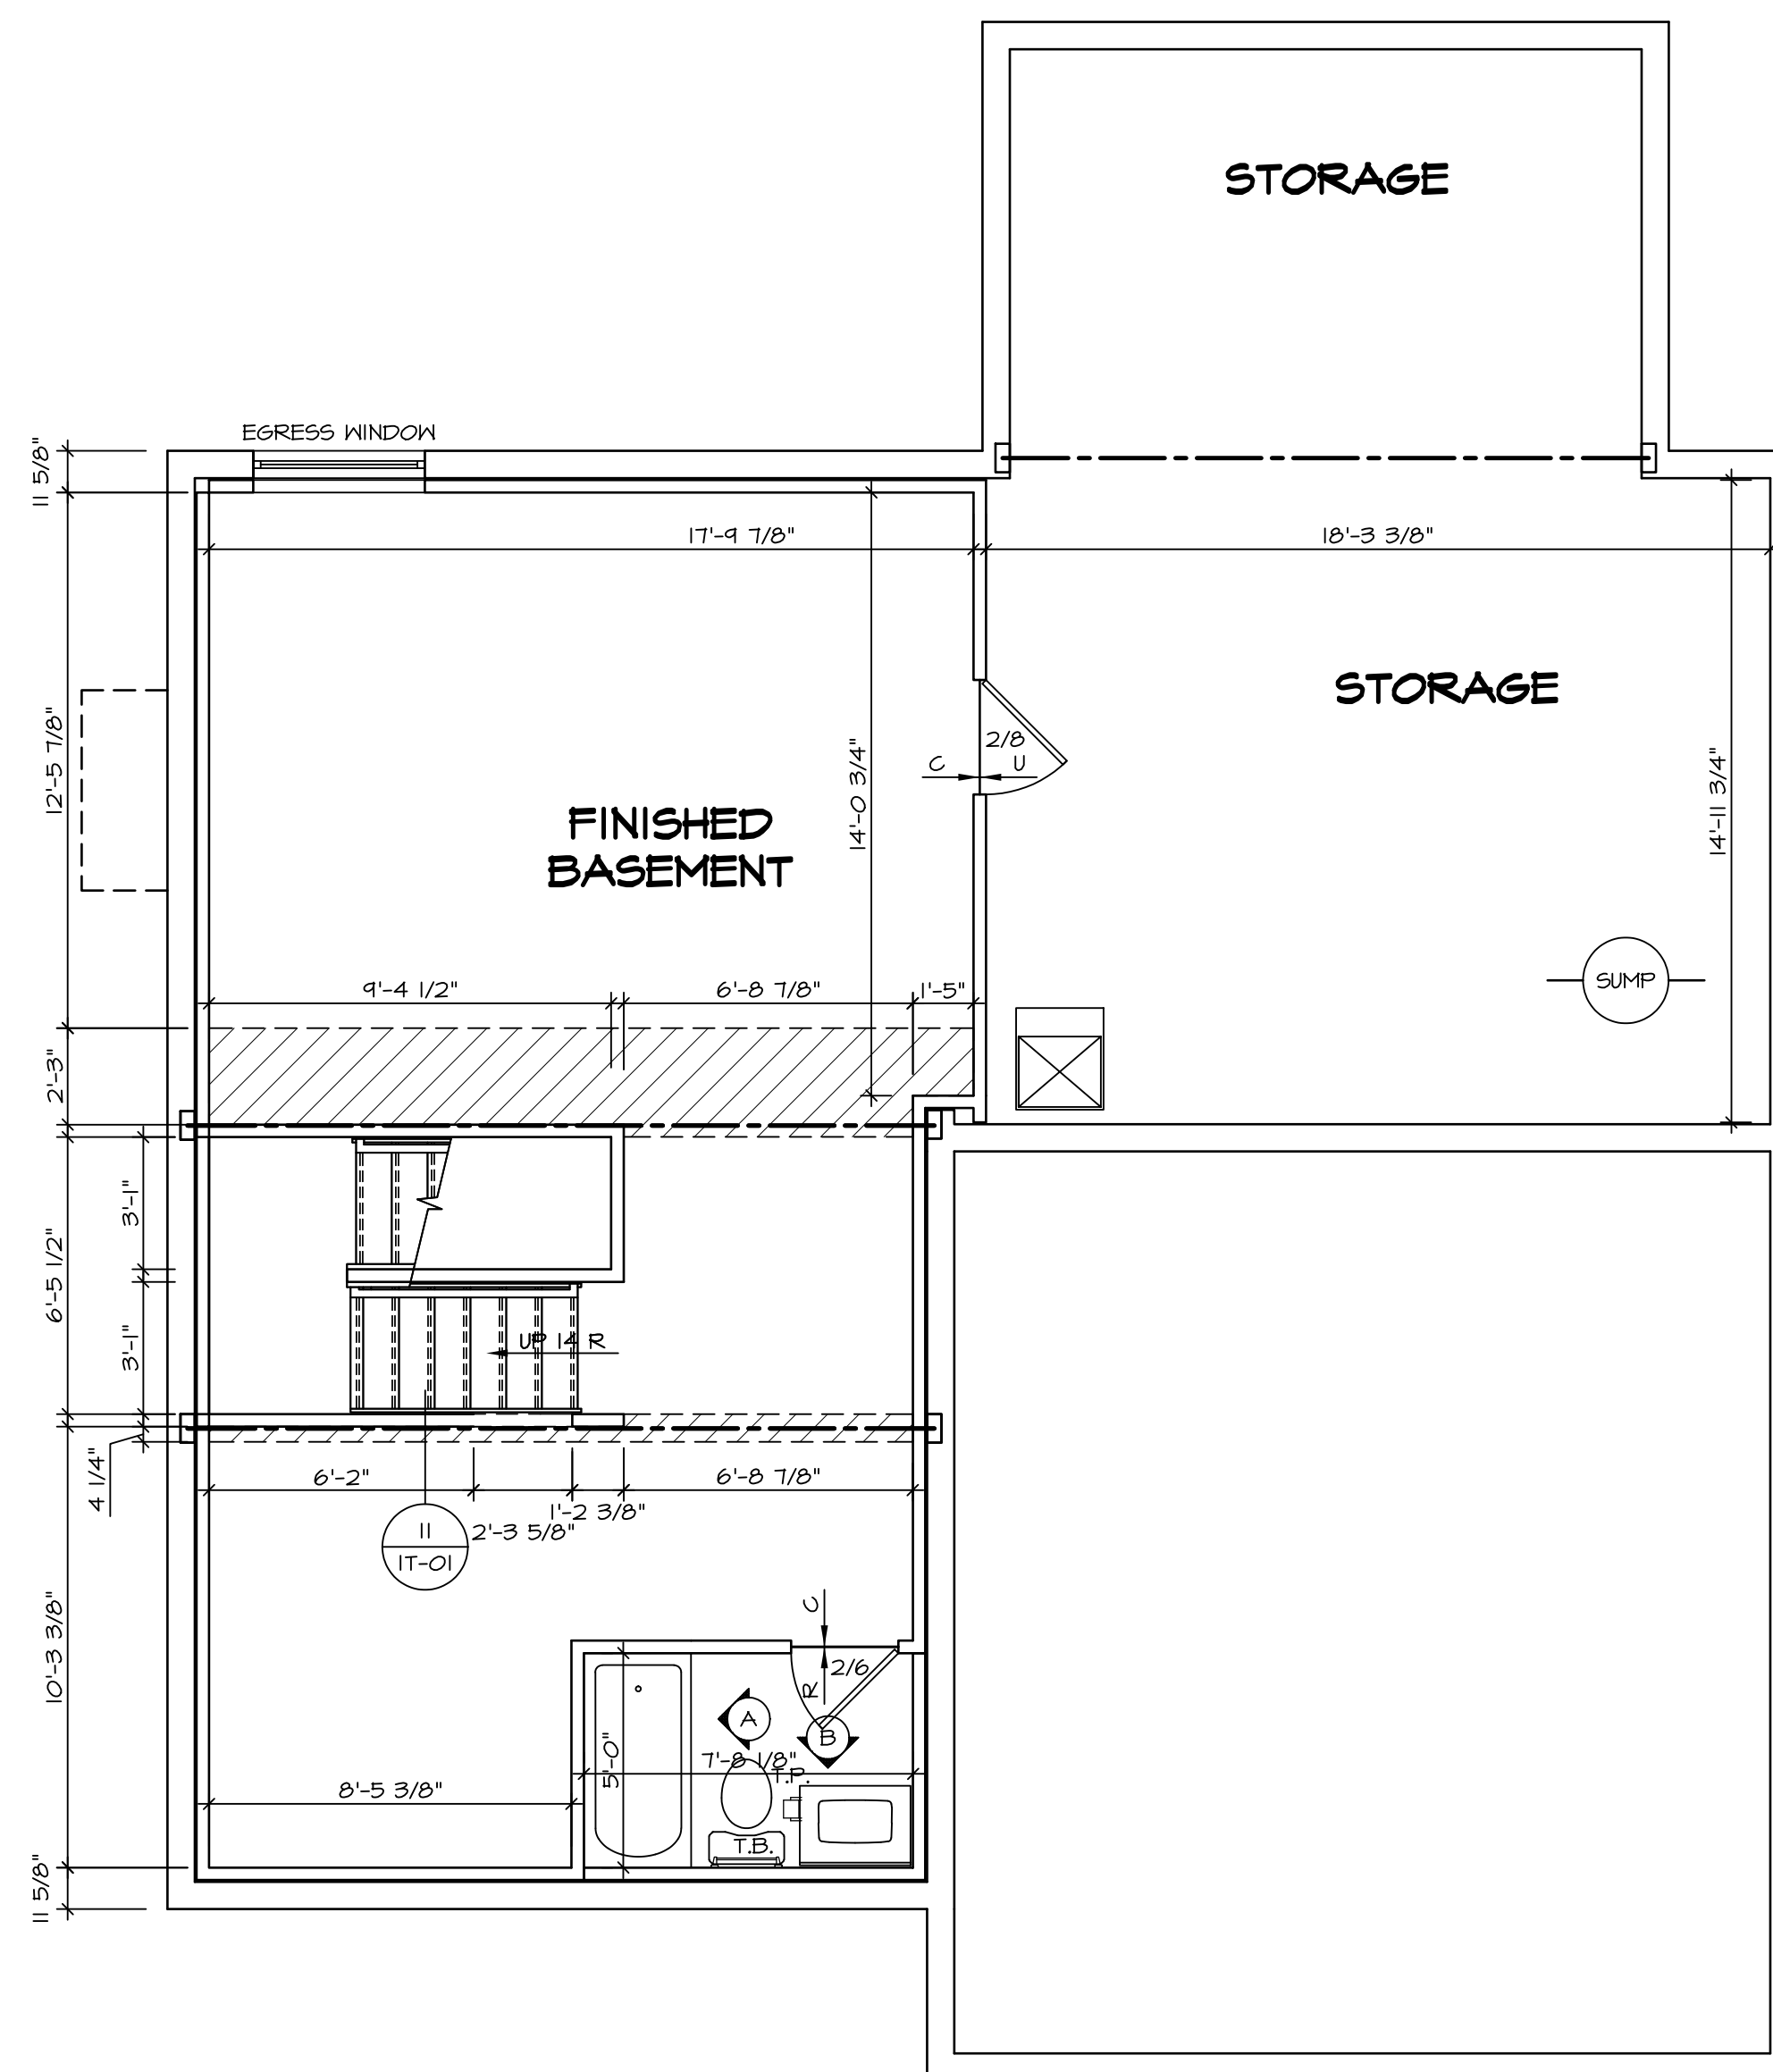 STORAGE
EGRESS WINDOW
11 5/8"
17'-9 7/8"
18'-3 3/8"
STORAGE
12'-5 7/8"
2/8
C
U
14'-0 3/4"
14'-11 3/4"
FINISHED
BASEMENT
SUMP
9'-4 1/2"
6'-8 7/8"
1'-5"
2'-3"
3'-1"
6'-5 1/2"
3'-1"
UP 14 R
4 1/4"
6'-2"
6'-8 7/8"
1'-2 3/8"
2'-3 5/8"
11
1T-01
C
10'-3 3/8"
2/6
R
A
B
5'-0"
7'-8 1/8"
T.P.
8'-5 3/8"
T.B.
11 5/8"